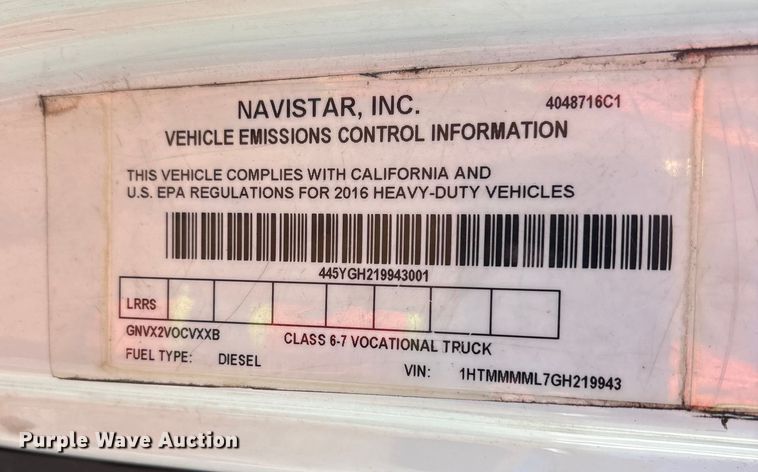 NAVISTAR, INC.
4048716C1
VEHICLE EMISSIONS CONTROL INFORMATION
THIS VEHICLE COMPLIES WITH CALIFORNIA AND
U.S. EPA REGULATIONS FOR 2016 HEAVY-DUTY VEHICLES
445YGH219943001
LRRS
GNVX2VOCVXXB
CLASS 6-7 VOCATIONAL TRUCK
FUEL TYPE: DIESEL
VIN: 1HTMMMML7GH219943
Purple Wave Auction